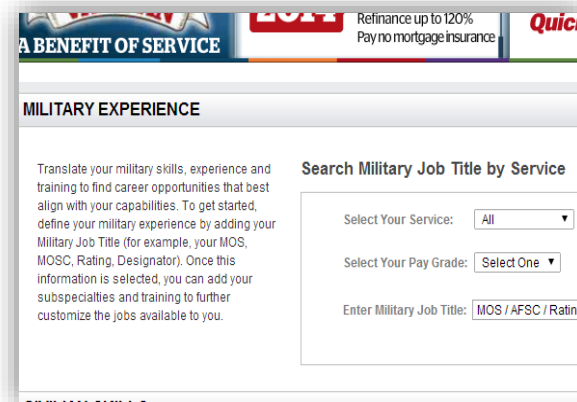 2014
Refinance up to 120%
Pay no mortgage insurance
A BENEFIT OF SERVICE
MILITARY EXPERIENCE
Translate your military skills, experience and
training to find career opportunities that best
align with your capabilities. To get started,
define your military experience by adding your
Military Job Title (for example, your MOS,
MOSC, Rating, Designator). Once this
information is selected, you can add your
subspecialties and training to further
customize the jobs available to you.
Search Military Job Title by Service
Select Your Service: All
Select Your Pay Grade: Select One
Enter Military Job Title: MOS / AFSC / Ratin